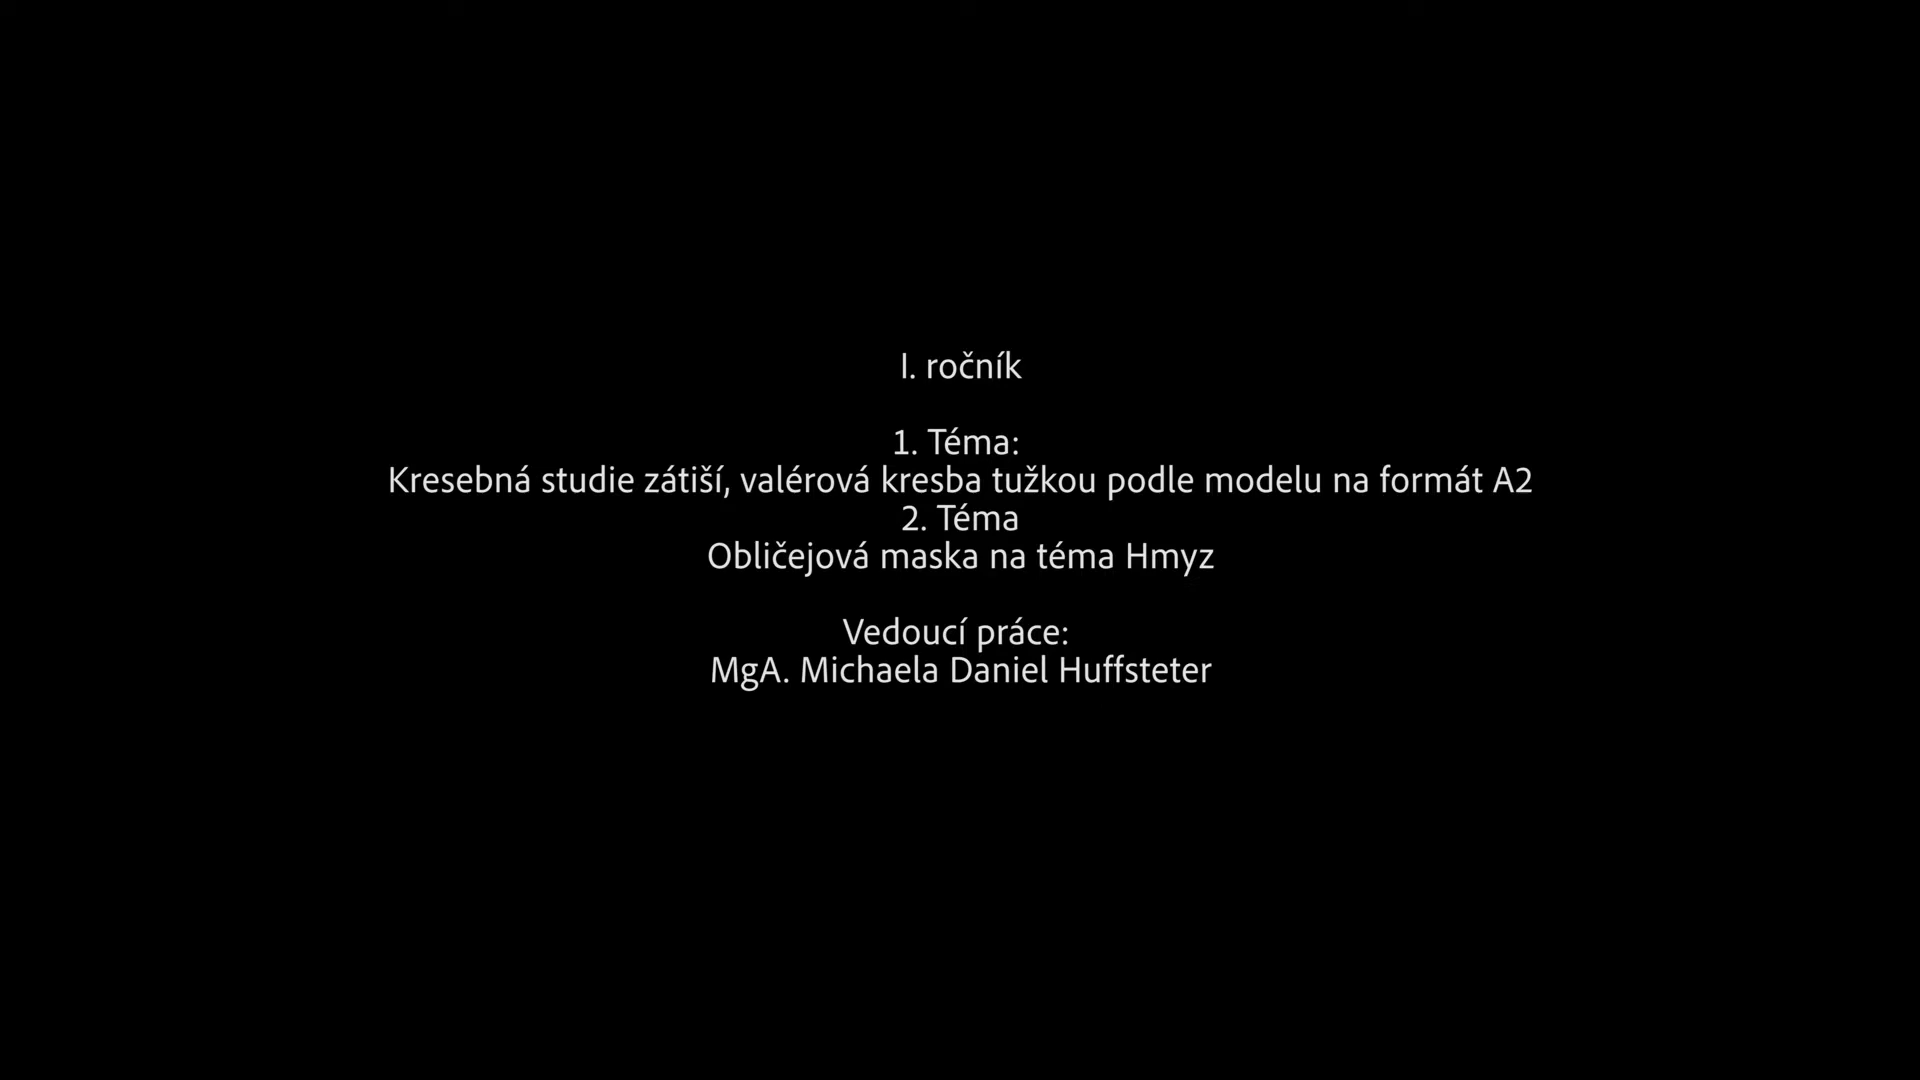 I. ročník
1. Téma:
Kresebná studie zátiší, valérová kresba tužkou podle modelu na formát A2
2. Téma
Obličejová maska na téma Hmyz
Vedoucí práce:
MgA. Michaela Daniel Huffsteter